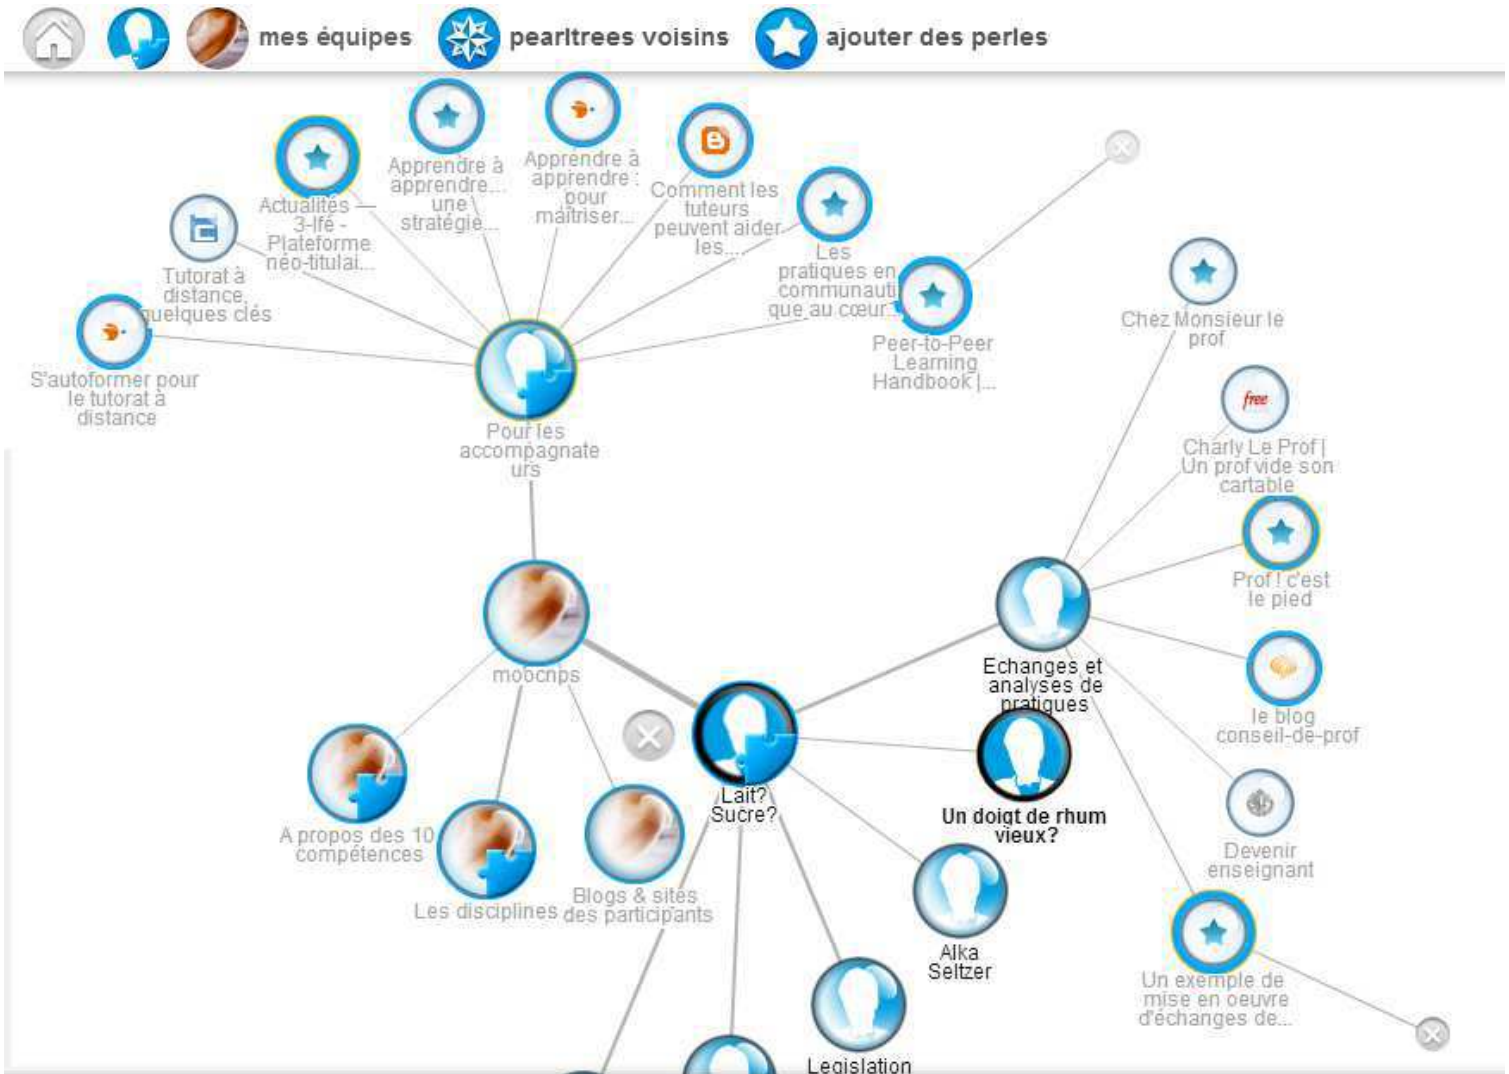 mes équipes
pearltrees voisins
ajouter des perles
S'autoformer pour
le tutorat à
distance
Tutorat à
distance,
quelques clés
Actualités —
3-Ifé -
Plateforme
néo-titulai...
Apprendre à
apprendre...
une
stratégie...
Apprendre à
apprendre :
pour
maîtriser...
Comment les
tuteurs
peuvent aider
les....
Les
pratiques en
communauti
que au cœur...
Peer-to-Peer
Learning
Handbook |...
Pour les
accompagnate
urs
Chez Monsieur le
prof
free
Charly Le Prof |
Un prof vide son
cartable
Prof ! c'est
le pied
le blog
conseil-de-prof
Devenir
enseignant
Un exemple de
mise en oeuvre
d'échanges de...
Echanges et
analyses de
pratiques
moocnps
A propos des 10
compétences
Les disciplines
Blogs & sites
des participants
Lait?
Sucre?
Un doigt de rhum
vieux?
Alka
Seltzer
Legislation